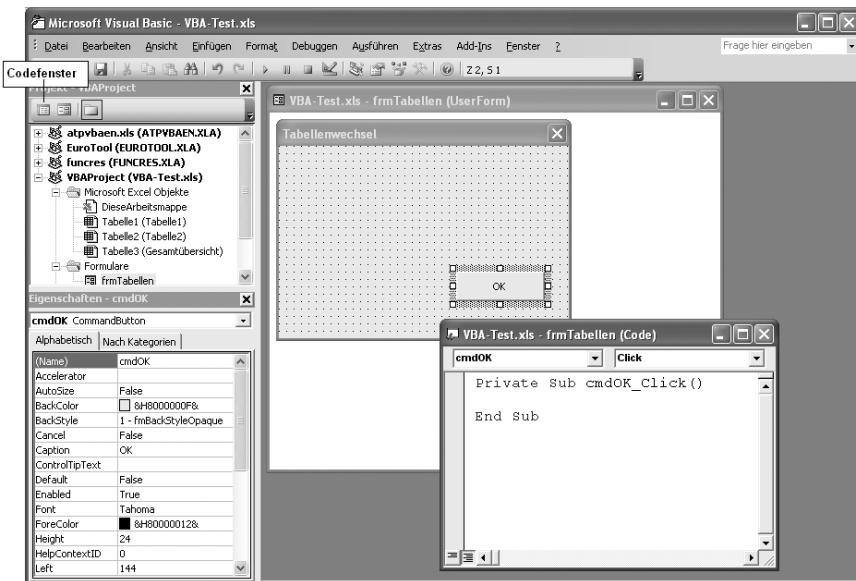 Microsoft Visual Basic - VBA-Test.xls
Datei Bearbeiten Ansicht Einfügen Format Debuggen Ausführen Extras Add-Ins Fenster ?
Frage hier eingeben
Z 2, S 1
Codefenster
Projekt - VBAProject
atpvbaen.xls (ATPVBAEN.XLA)
EuroTool (EUROTOOL.XLA)
funcres (FUNCRES.XLA)
VBAProject (VBA-Test.xls)
Microsoft Excel Objekte
DieseArbeitsmappe
Tabelle1 (Tabelle1)
Tabelle2 (Tabelle2)
Tabelle3 (Gesamtübersicht)
Formulare
frmTabellen
Eigenschaften - cmdOK
cmdOK CommandButton
Alphabetisch Nach Kategorien
(Name) cmdOK
Accelerator
AutoSize False
BackColor &H8000000F&
BackStyle 1 - fmBackStyleOpaque
Cancel False
Caption OK
ControlTipText
Default False
Enabled True
Font Tahoma
ForeColor &H80000012&
Height 24
HelpContextID 0
Left 144
VBA-Test.xls - frmTabellen (UserForm)
Tabellenwechsel
OK
VBA-Test.xls - frmTabellen (Code)
cmdOK Click
Private Sub cmdOK_Click()
End Sub